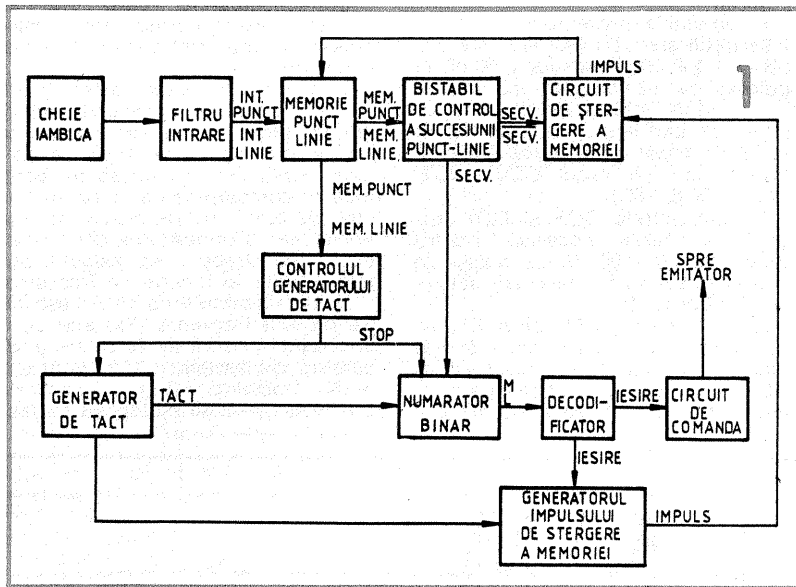 1
CHEIE
IAMBICA
FILTRU
INTRARE
INT.
PUNCT
INT
LINIE
MEMORIE
PUNCT
LINIE
MEM.
PUNCT
MEM.
LINIE.
BISTABIL
DE CONTROL
A SUCCESIUNII
PUNCT-LINIE
SECV.
SECV.
IMPULS
CIRCUIT
DE ŞTER-
GERE A
MEMORIEI
MEM. PUNCT
MEM. LINIE
SECV.
CONTROLUL
GENERATORULUI
DE TACT
SPRE
EMITATOR
STOP
GENERATOR
DE TACT
TACT
NUMARATOR
BINAR
M
L
DECODI-
FICATOR
IESIRE
CIRCUIT
DE
COMANDA
IESIRE
GENERATORUL
IMPULSULUI
DE STERGERE
A MEMORIEI
IMPULS